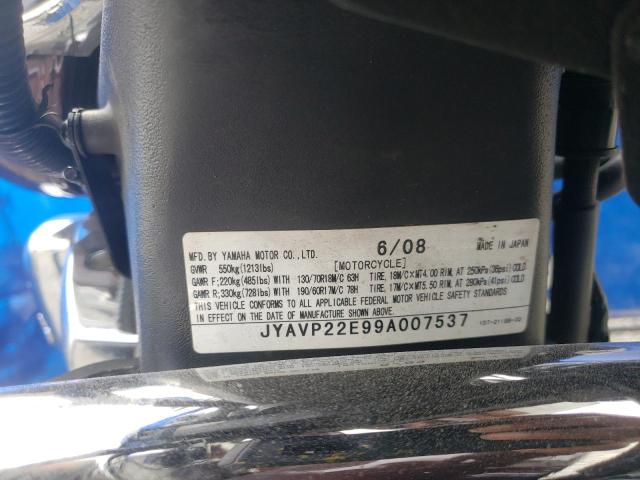 MFD. BY YAMAHA MOTOR CO., LTD. 6/08 MADE IN JAPAN
GVWR 550kg(1213lbs) [MOTORCYCLE]
GAWR F:220kg(485lbs) WITH 130/70R18M/C 63H TIRE, 18M/C×MT4.00 RIM, AT 250kPa(36psi) COLD
GAWR R:330kg(728lbs) WITH 190/60R17M/C 78H TIRE, 17M/C×MT5.50 RIM, AT 280kPa(41psi) COLD
THIS VEHICLE CONFORMS TO ALL APPLICABLE FEDERAL MOTOR VEHICLE SAFETY STANDARDS
IN EFFECT ON THE DATE OF MANUFACTURE SHOWN ABOVE.
JYAVP22E99A007537